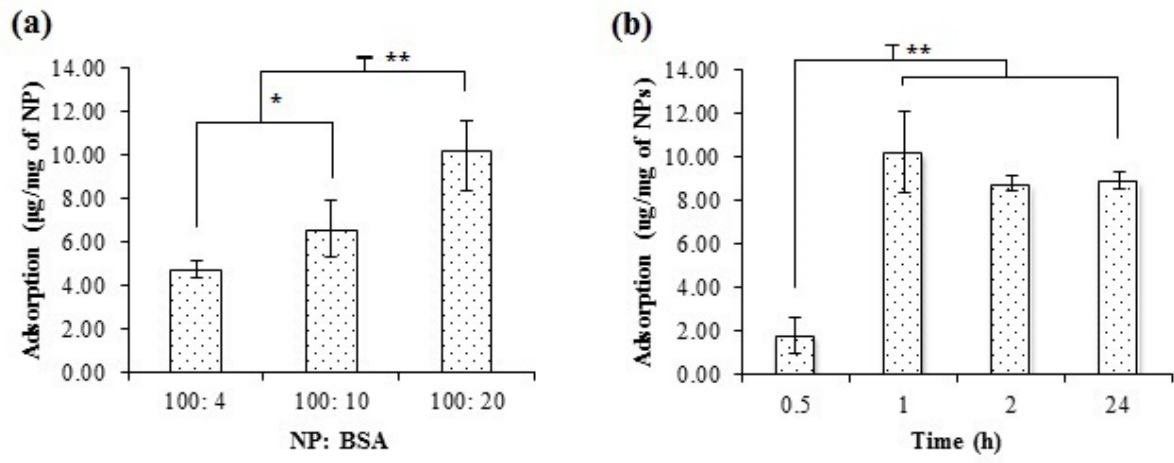 (a)
**
*
Adsorption (µg/mg of NP)
14.00
12.00
10.00
8.00
6.00
4.00
2.00
0.00
100: 4 100: 10 100: 20
NP: BSA
(b)
**
Adsorption (ug/mg of NPs)
14.00
12.00
10.00
8.00
6.00
4.00
2.00
0.00
0.5 1 2 24
Time (h)